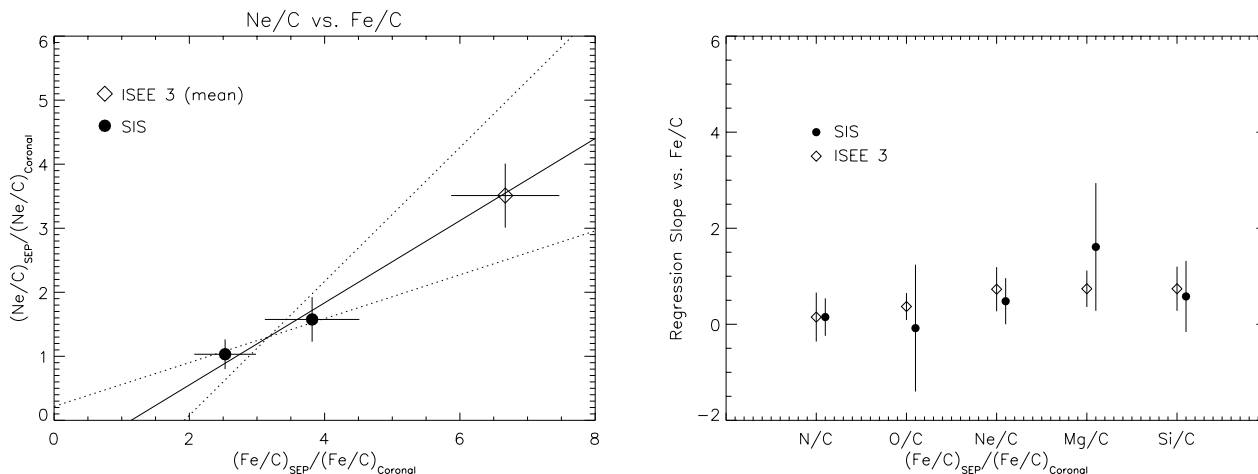 Ne/C vs. Fe/C
6
5
4
3
2
1
0
(Ne/C)SEP/(Ne/C)Coronal
ISEE 3 (mean)
SIS
0 2 4 6 8
(Fe/C)SEP/(Fe/C)Coronal
6
4
2
0
−2
Regression Slope vs. Fe/C
SIS
ISEE 3
N/C O/C Ne/C Mg/C Si/C
(Fe/C)SEP/(Fe/C)Coronal